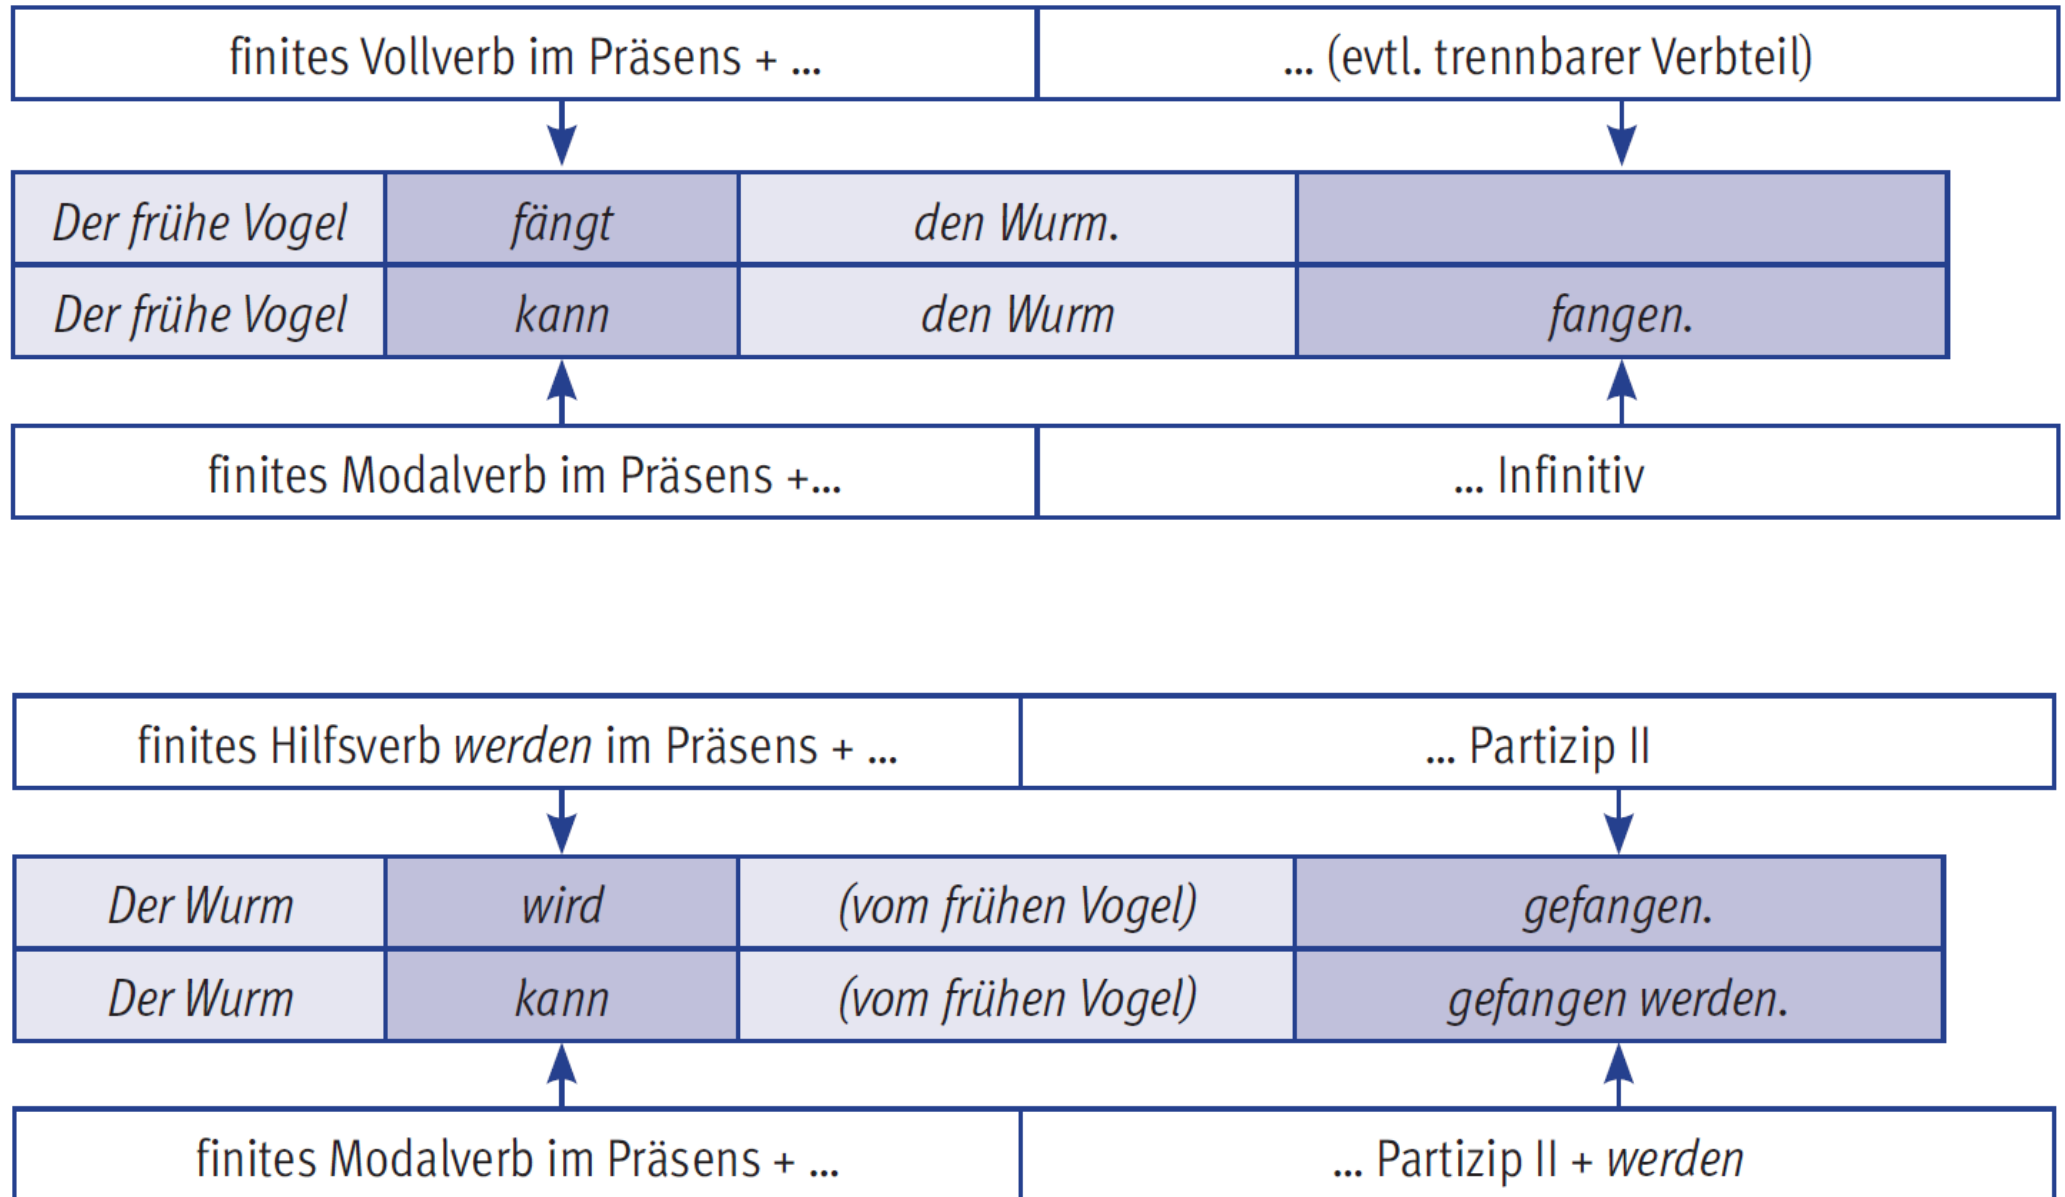 finites Vollverb im Präsens + ... ... (evtl. trennbarer Verbteil)
Der frühe Vogel fängt den Wurm.
Der frühe Vogel kann den Wurm fangen.
finites Modalverb im Präsens +... ... Infinitiv
finites Hilfsverb werden im Präsens + ... ... Partizip II
Der Wurm wird (vom frühen Vogel) gefangen.
Der Wurm kann (vom frühen Vogel) gefangen werden.
finites Modalverb im Präsens + ... ... Partizip II + werden